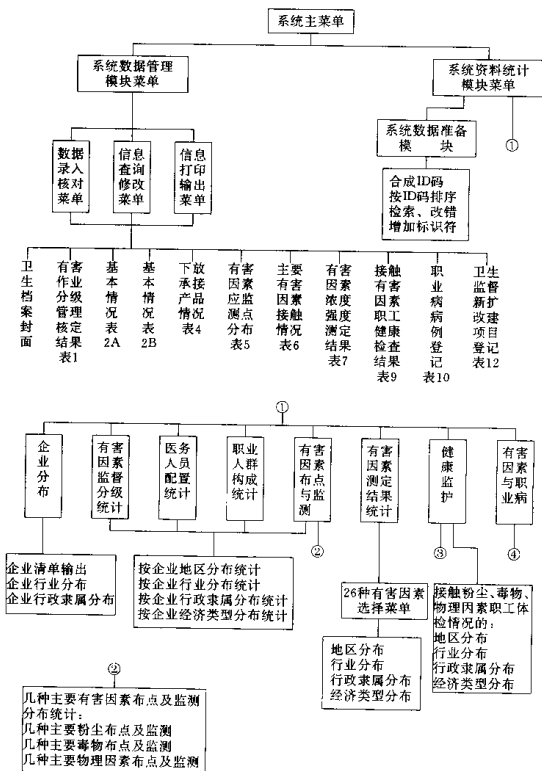 系统主菜单
系统数据管理
模块菜单
系统资料统计
模块菜单
数据
录入
核对
菜单
信息
查询
修改
菜单
信息
打印
输出
菜单
系统数据准备
模 块
①
合成ID码
按ID码排序
检索、改错
增加标识符
卫生档案封面
有害
作业
分级
管理
核定
结果
表1
基本情况表2A
基本情况表2B
下放
承接
产品
情况
表4
有害
因素
应监
测点
分布
表5
主要
有害
因素
接触
情况
表6
有害
因素
浓度
强度
测定
结果
表7
接触
有害
因素
职工
健康
检查
结果
表9
职业病病例登记表10
卫生
监督
新扩
改建
项目
登记
表12
①
企业分布
有害
因素
监督
分级
统计
医务
人员
配置
统计
职业
人群
构成
统计
有害
因素
布点
与监
测
有害
因素
测定
结果
统计
健康监护
有害
因素
与职
业病
②
③
④
企业清单输出
企业行业分布
企业行政隶属分布
按企业地区分布统计
按企业行业分布统计
按企业行政隶属分布统计
按企业经济类型分布统计
26种有害因素
选择菜单
地区分布
行业分布
行政隶属分布
经济类型分布
接触粉尘、毒物、
物理因素职工体
检情况的:
地区分布
行业分布
行政隶属分布
经济类型分布
②
几种主要有害因素布点及监测
分布统计:
几种主要粉尘布点及监测
几种主要毒物布点及监测
几种主要物理因素布点及监测